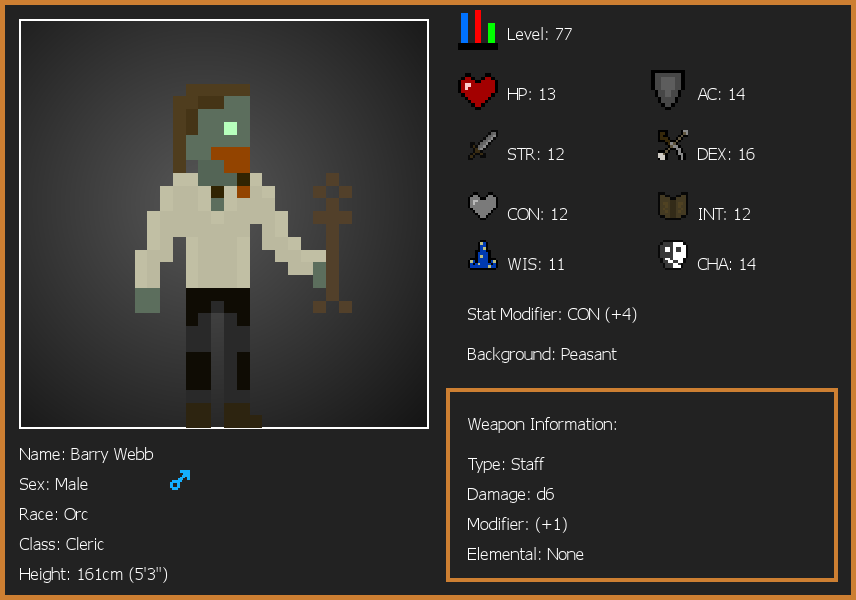 Level: 77
HP: 13
AC: 14
STR: 12
DEX: 16
CON: 12
INT: 12
WIS: 11
CHA: 14
Stat Modifier: CON (+4)
Background: Peasant
Weapon Information:
Type: Staff
Damage: d6
Modifier: (+1)
Elemental: None
Name: Barry Webb
Sex: Male
Race: Orc
Class: Cleric
Height: 161cm (5'3")